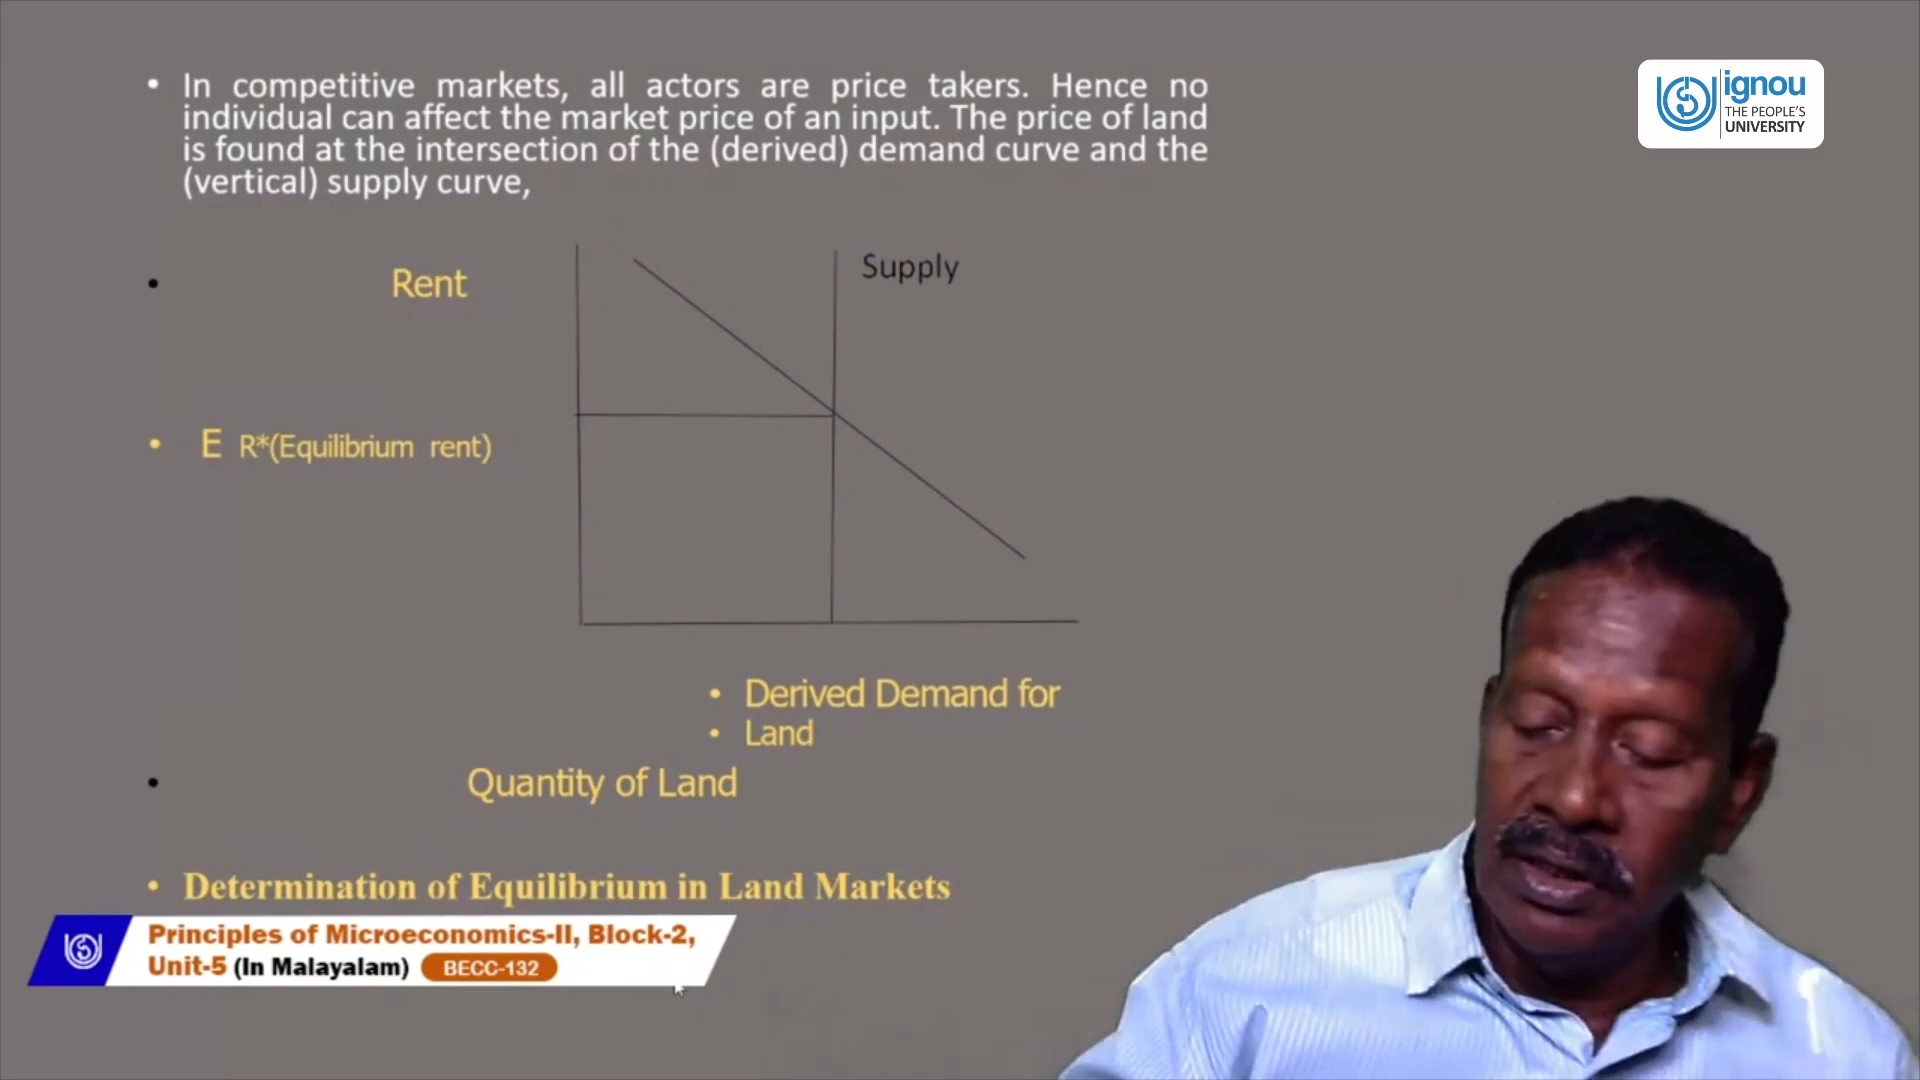 • In competitive markets, all actors are price takers. Hence no
individual can affect the market price of an input. The price of land
is found at the intersection of the (derived) demand curve and the
(vertical) supply curve,
ignou
THE PEOPLE'S
UNIVERSITY
Supply
• Rent
• E R*(Equilibrium rent)
• Derived Demand for
• Land
• Quantity of Land
• Determination of Equilibrium in Land Markets
Principles of Microeconomics-II, Block-2,
Unit-5 (In Malayalam) BECC-132